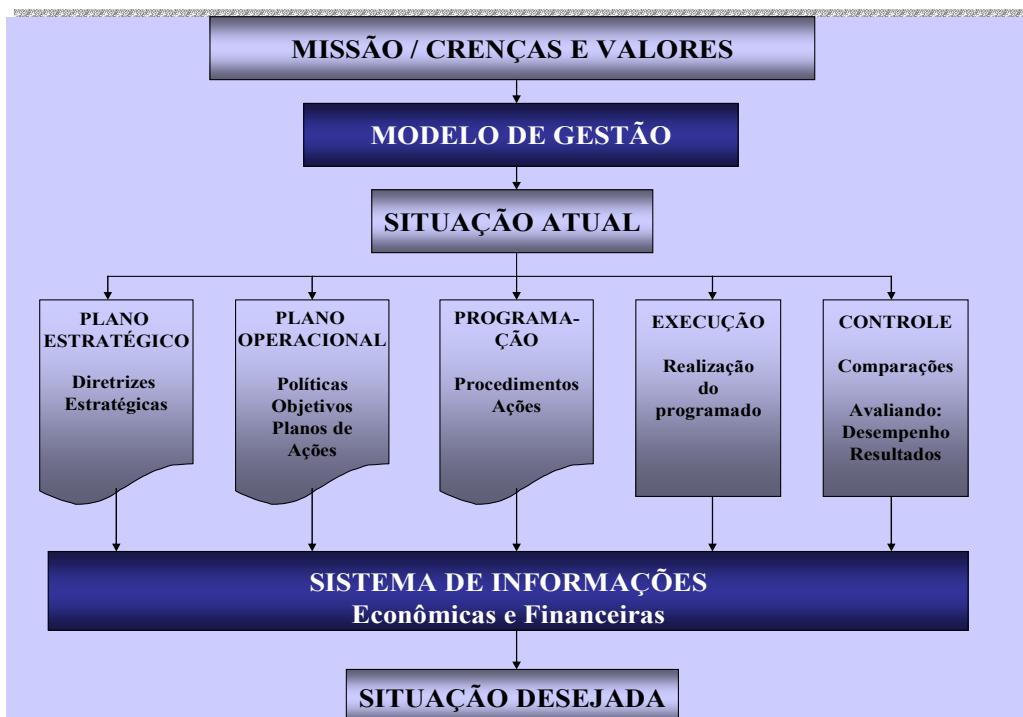 MISSÃO / CRENÇAS E VALORES
MODELO DE GESTÃO
SITUAÇÃO ATUAL
PLANO
ESTRATÉGICO
Diretrizes
Estratégicas
PLANO
OPERACIONAL
Políticas
Objetivos
Planos de
Ações
PROGRAMA-
ÇÃO
Procedimentos
Ações
EXECUÇÃO
Realização
do
programado
CONTROLE
Comparações
Avaliando:
Desempenho
Resultados
SISTEMA DE INFORMAÇÕES
Econômicas e Financeiras
SITUAÇÃO DESEJADA